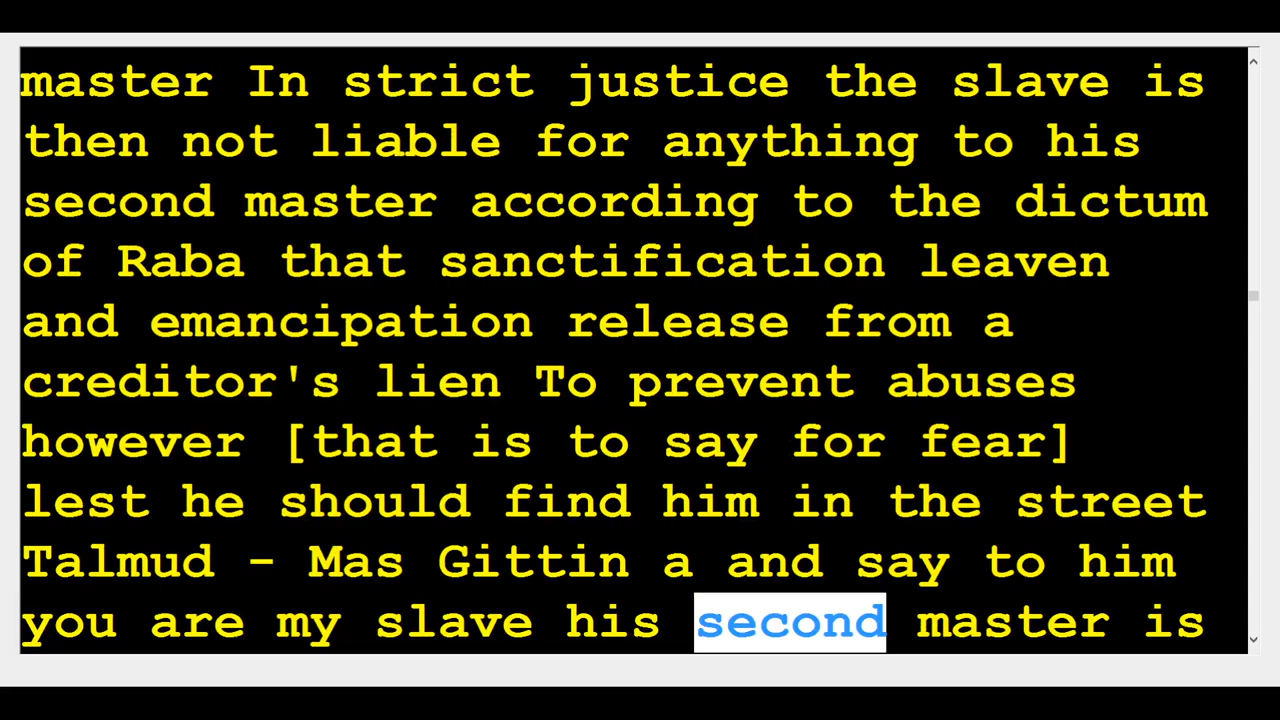 master In strict justice the slave is
then not liable for anything to his
second master according to the dictum
of Raba that sanctification leaven
and emancipation release from a
creditor's lien To prevent abuses
however [that is to say for fear]
lest he should find him in the street
Talmud - Mas Gittin a and say to him
you are my slave his second master is